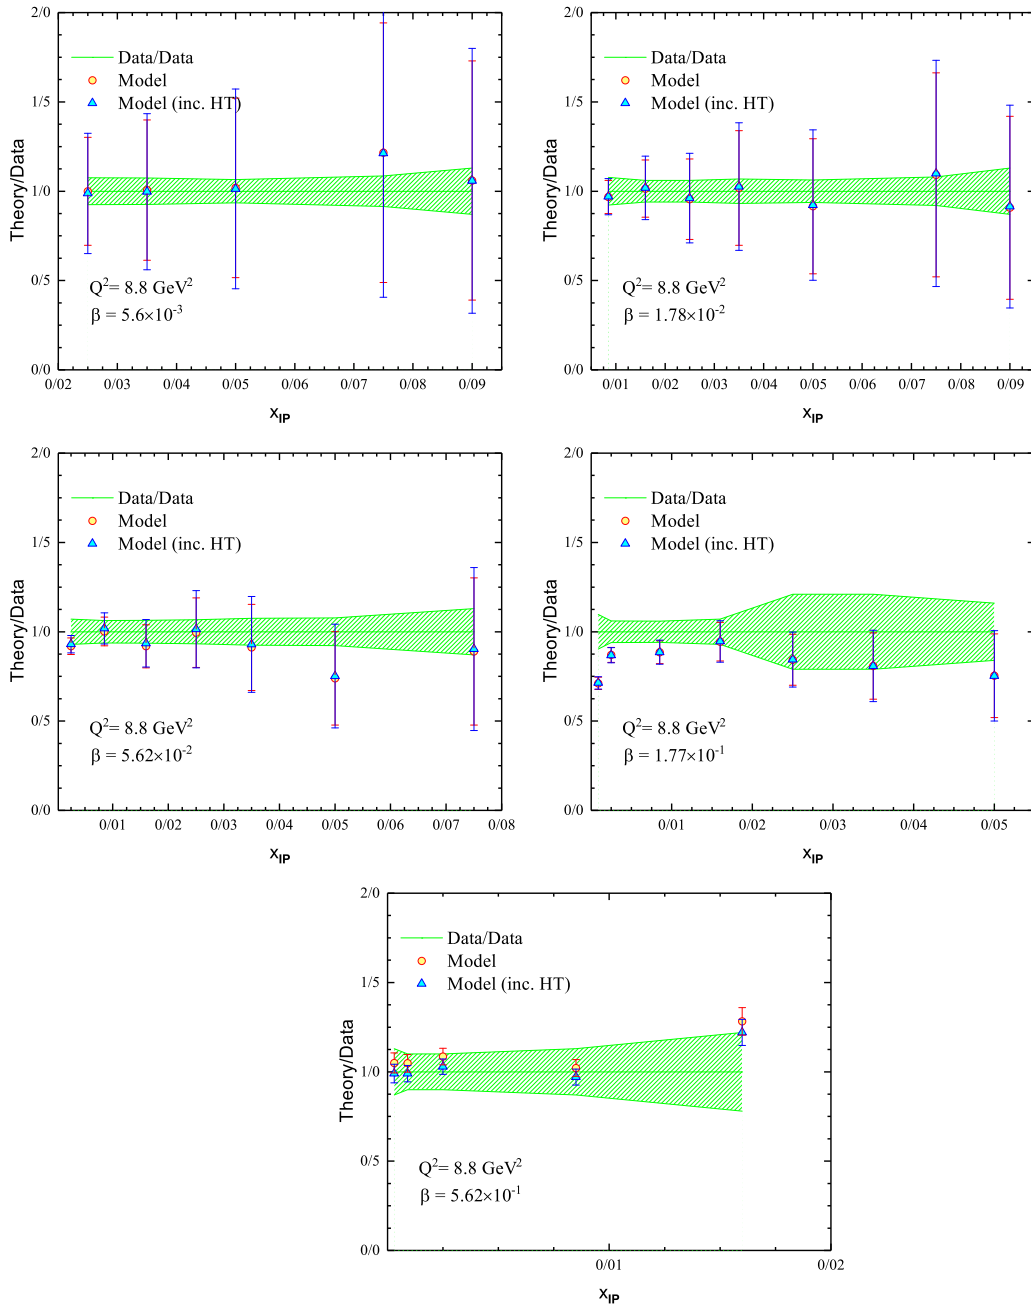 2/0
1/5
1/0
0/5
0/0
Theory/Data
Data/Data
Model
Model (inc. HT)
Q²= 8.8 GeV²
β = 5.6×10⁻³
0/02 0/03 0/04 0/05 0/06 0/07 0/08 0/09
x_IP
2/0
1/5
1/0
0/5
0/0
Theory/Data
Data/Data
Model
Model (inc. HT)
Q²= 8.8 GeV²
β = 1.78×10⁻²
0/01 0/02 0/03 0/04 0/05 0/06 0/07 0/08 0/09
x_IP
2/0
1/5
1/0
0/5
0/0
Theory/Data
Data/Data
Model
Model (inc. HT)
Q²= 8.8 GeV²
β = 5.62×10⁻²
0/01 0/02 0/03 0/04 0/05 0/06 0/07 0/08
x_IP
2/0
1/5
1/0
0/5
0/0
Theory/Data
Data/Data
Model
Model (inc. HT)
Q²= 8.8 GeV²
β = 1.77×10⁻¹
0/01 0/02 0/03 0/04 0/05
x_IP
2/0
1/5
1/0
0/5
0/0
Theory/Data
Data/Data
Model
Model (inc. HT)
Q²= 8.8 GeV²
β = 5.62×10⁻¹
0/01 0/02
x_IP